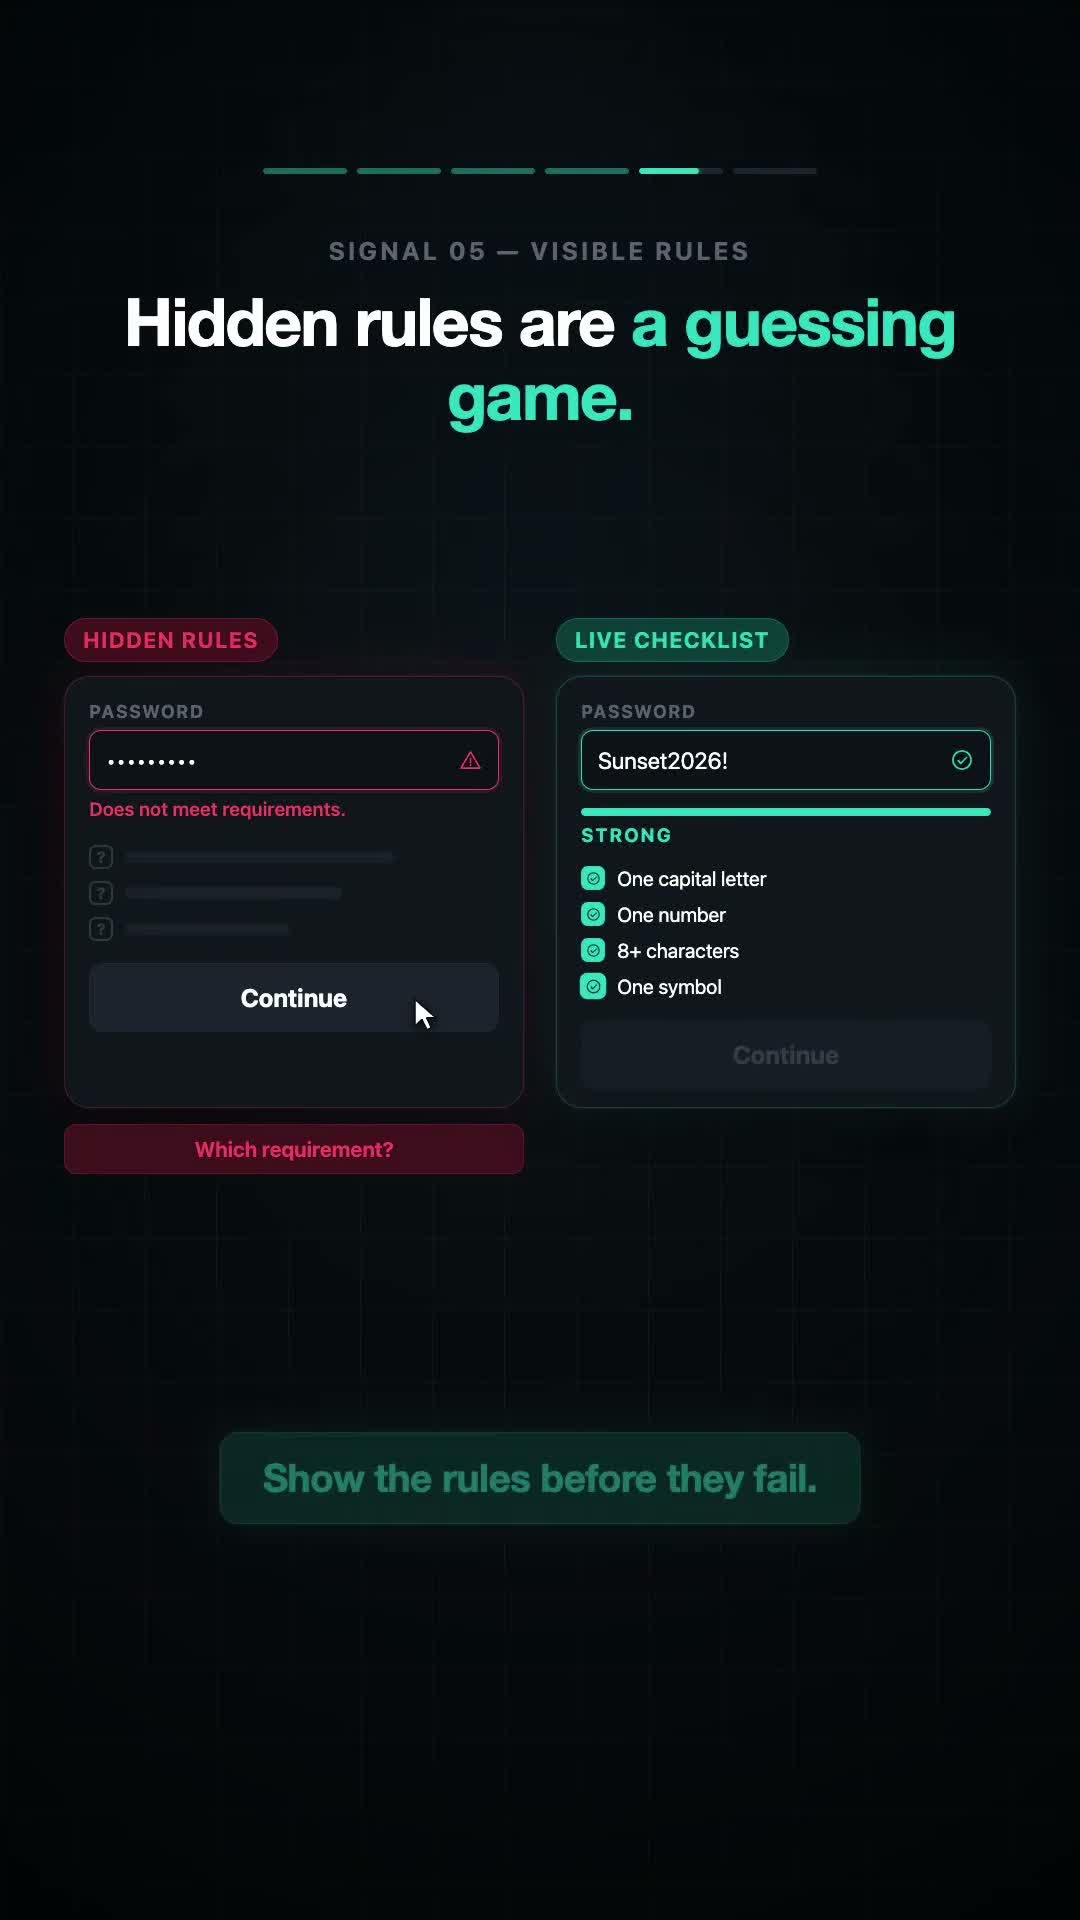 SIGNAL 05 — VISIBLE RULES
Hidden rules are a guessing
game.
HIDDEN RULES
PASSWORD
•••••••••
Does not meet requirements.
?
?
?
Continue
Which requirement?
LIVE CHECKLIST
PASSWORD
Sunset2026!
STRONG
One capital letter
One number
8+ characters
One symbol
Continue
Show the rules before they fail.